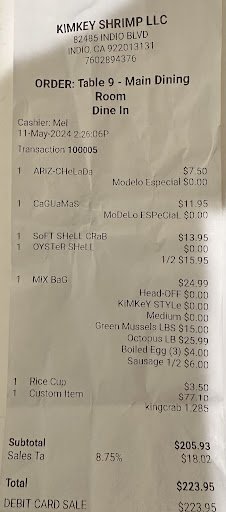 KIMKEY SHRIMP LLC
82485 INDIO BLVD
INDIO, CA 922013131
7602894376
ORDER: Table 9 - Main Dining
Room
Dine In
Cashier: Mel
11-May-2024 2:26:06P
Transaction 100005
1 ARIZ-CHeLaDa $7.50
Modelo Especial $0.00
1 CaGUaMaS $11.95
MoDeLo ESPeCiaL $0.00
1 SoFT SHeLL CRaB $13.95
1 OYSTeR SHeLL $0.00
1/2 $15.95
1 MIX BaG $24.99
Head-OFF $0.00
KiMKeY STYLe $0.00
Medium $0.00
Green Mussels LBS $15.00
Octopus LB $25.99
Boiled Egg (3) $4.00
Sausage 1/2 $6.00
1 Rice Cup $3.50
1 Custom Item $77.10
kingcrab 1.285
Subtotal $205.93
Sales Ta 8.75% $18.02
Total $223.95
DEBIT CARD SALE $223.95